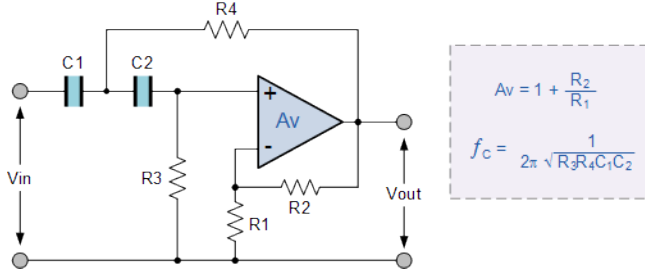 R4
C1
C2
+
Av
-
R3
Vin
R2
Vout
R1
Av = 1 + R2/R1
fC = 1/(2π √R3R4C1C2)